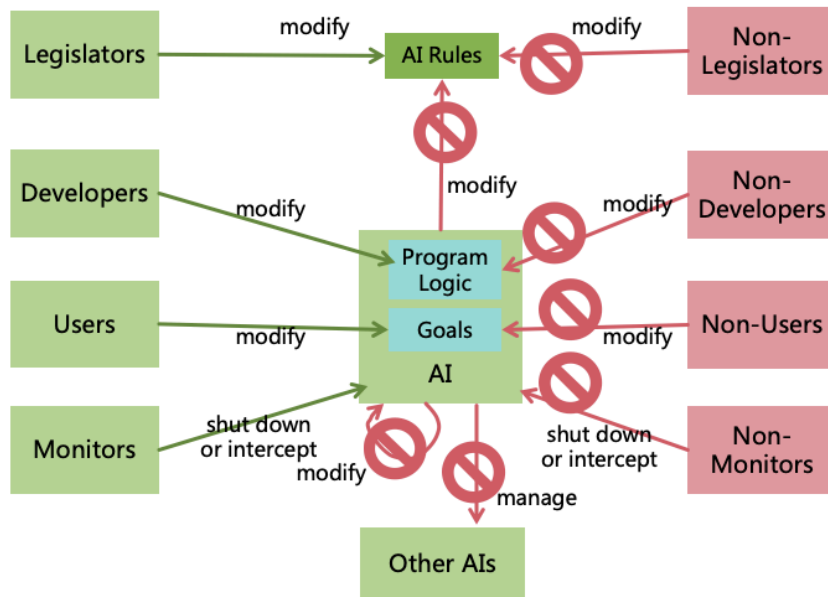 modify
modify
Legislators
AI Rules
Non-
Legislators
modify
Developers
modify
modify
Non-
Developers
Program
Logic
Users
modify
Goals
modify
Non-Users
AI
Monitors
shut down
or intercept
shut down
or intercept
Non-
Monitors
modify
manage
Other AIs